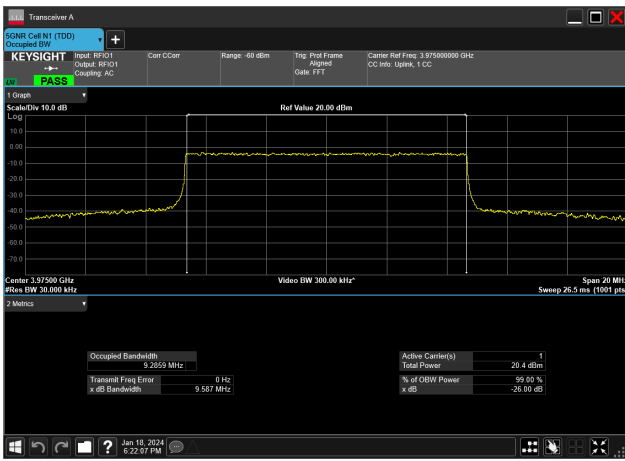 Transceiver A
5GNR Cell N1 (TDD)
Occupied BW
KEYSIGHT
Input: RFIO1
Output: RFIO1
Coupling: AC
Corr CCorr
Range: -60 dBm
Trig: Prot Frame
Aligned
Gate: FFT
Carrier Ref Freq: 3.975000000 GHz
CC Info: Uplink, 1 CC
PASS
1 Graph
Scale/Div 10.0 dB
Ref Value 20.00 dBm
Log
10.0
0.00
-10.0
-20.0
-30.0
-40.0
-50.0
-60.0
-70.0
Center 3.97500 GHz
Video BW 300.00 kHz*
Span 20 MHz
#Res BW 30.000 kHz
Sweep 26.5 ms (1001 pts
2 Metrics
Occupied Bandwidth
9.2859 MHz
Transmit Freq Error 0 Hz
x dB Bandwidth 9.587 MHz
Active Carrier(s) 1
Total Power 20.4 dBm
% of OBW Power 99.00 %
x dB -26.00 dB
?
Jan 18, 2024
6:22:07 PM